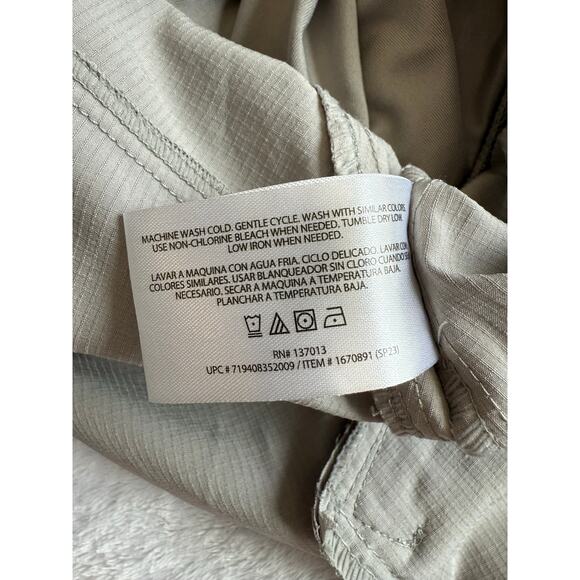 MACHINE WASH COLD. GENTLE CYCLE. WASH WITH SIMILAR COLORS.
USE NON-CHLORINE BLEACH WHEN NEEDED. TUMBLE DRY LOW.
LOW IRON WHEN NEEDED.
LAVAR A MAQUINA CON AGUA FRIA. CICLO DELICADO. LAVAR CON
COLORES SIMILARES. USAR BLANQUEADOR SIN CLORO CUANDO SEA
NECESARIO. SECAR A MAQUINA A TEMPERATURA BAJA.
PLANCHAR A TEMPERATURA BAJA.
RN# 137013
UPC # 719408352009 / ITEM # 1670891 (SP23)